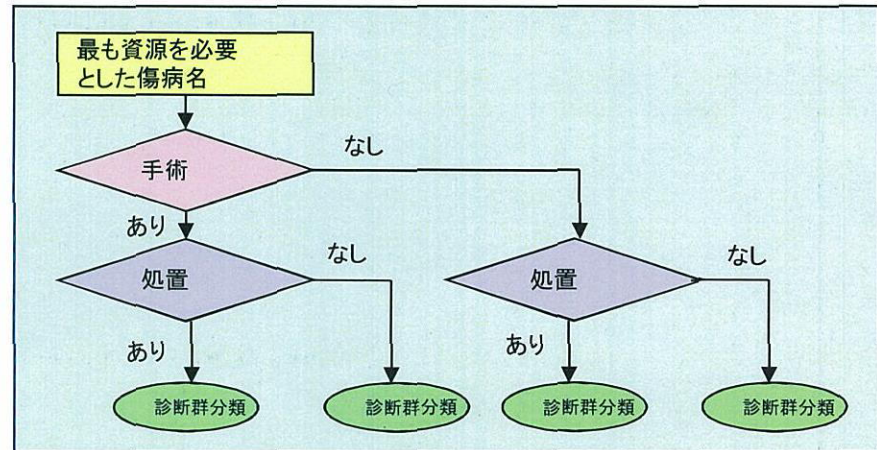 最も資源を必要
とした傷病名
手術
なし
あり
処置
なし
処置
なし
あり
あり
診断群分類
診断群分類
診断群分類
診断群分類